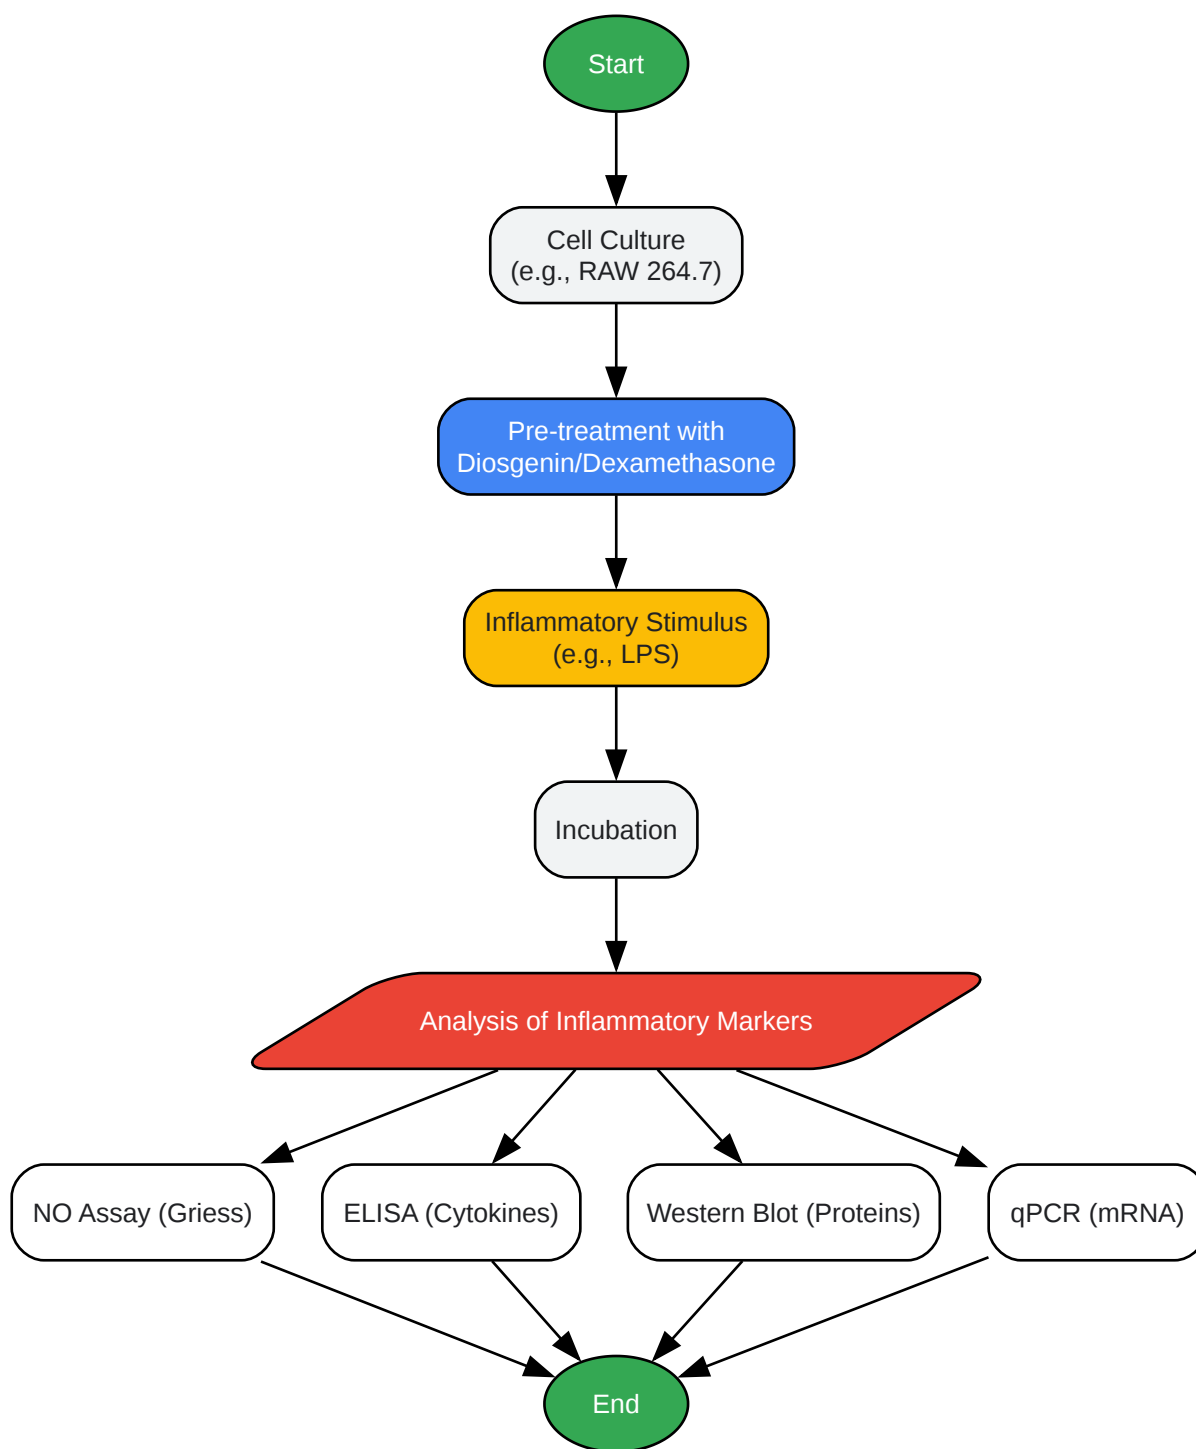 Start
Cell Culture
(e.g., RAW 264.7)
Pre-treatment with
Diosgenin/Dexamethasone
Inflammatory Stimulus
(e.g., LPS)
Incubation
Analysis of Inflammatory Markers
NO Assay (Griess)
ELISA (Cytokines)
Western Blot (Proteins)
qPCR (mRNA)
End